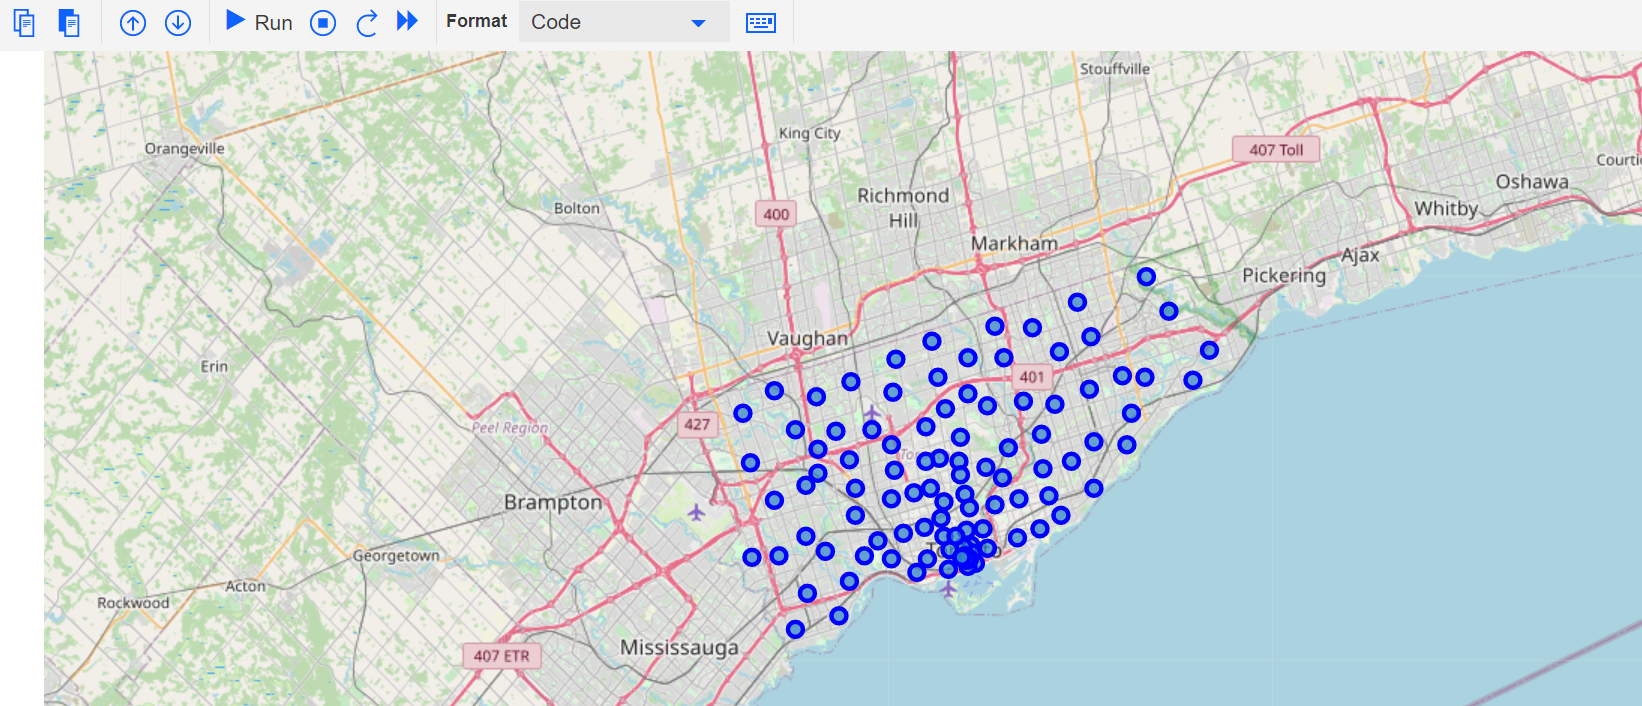 Run
Format
Code
Stouffville
King City
Orangeville
407 Toll
Courti
Oshawa
Richmond
Hill
Bolton
400
Whitby
Markham
Ajax
Pickering
Vaughan
Erin
401
427
Peel Region
Brampton
Georgetown
Acton
Rockwood
Mississauga
407 ETR